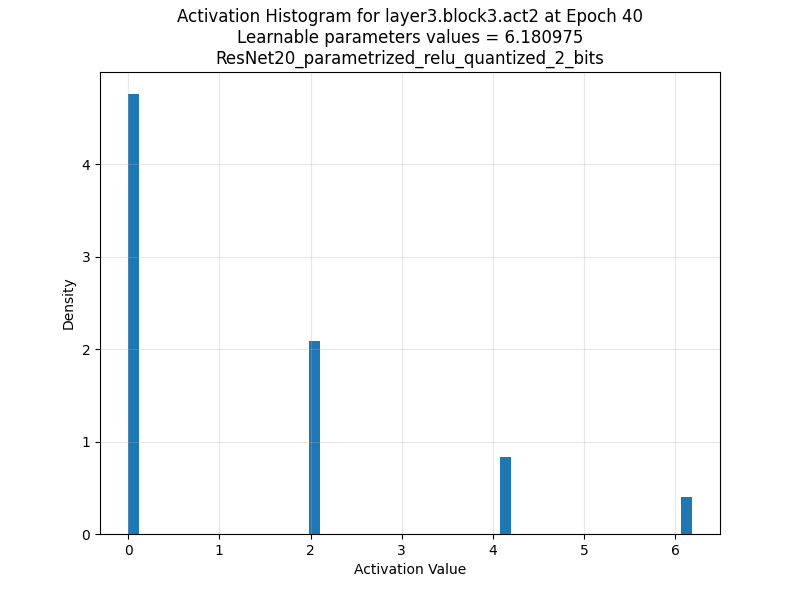 Activation Histogram for layer3.block3.act2 at Epoch 40
Learnable parameters values = 6.180975
ResNet20_parametrized_relu_quantized_2_bits
Density
4
3
2
1
0
0 1 2 3 4 5 6
Activation Value